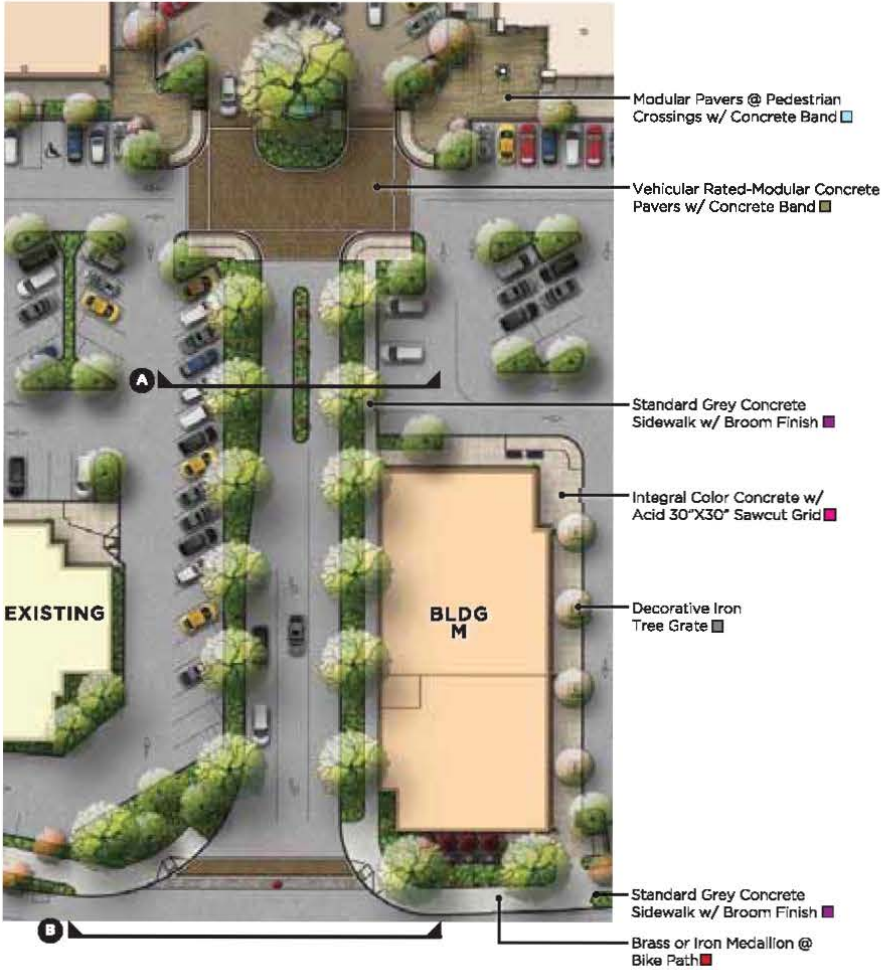 Modular Pavers @ Pedestrian
Crossings w/ Concrete Band
Vehicular Rated-Modular Concrete
Pavers w/ Concrete Band
A
Standard Grey Concrete
Sidewalk w/ Broom Finish
Integral Color Concrete w/
Acid 30"X30" Sawcut Grid
EXISTING
BLDG
M
Decorative Iron
Tree Grate
Standard Grey Concrete
Sidewalk w/ Broom Finish
B
Brass or Iron Medallion @
Bike Path